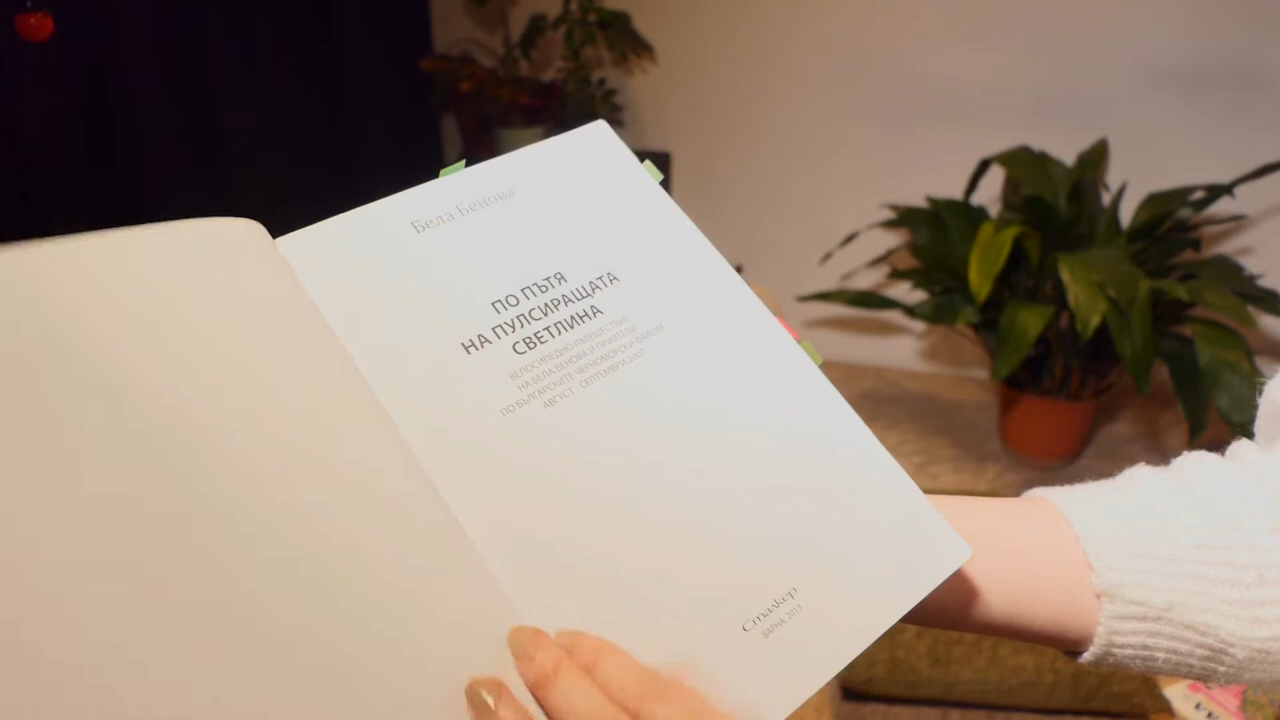 Бела Бенова
ПО ПЪТЯ
НА ПУЛСИРАЩАТА
СВЕТЛИНА
ВЕЛОСИПЕДНО ПЪТЕШЕСТВИЕ
НА БЕЛА БЕНОВА И ПРИЯТЕЛИ
ПО БЪЛГАРСКИТЕ ЧЕРНОМОРСКИ ФАРОВЕ
АВГУСТ - СЕПТЕМВРИ 2007
Сталкер
ВАРНА, 2013